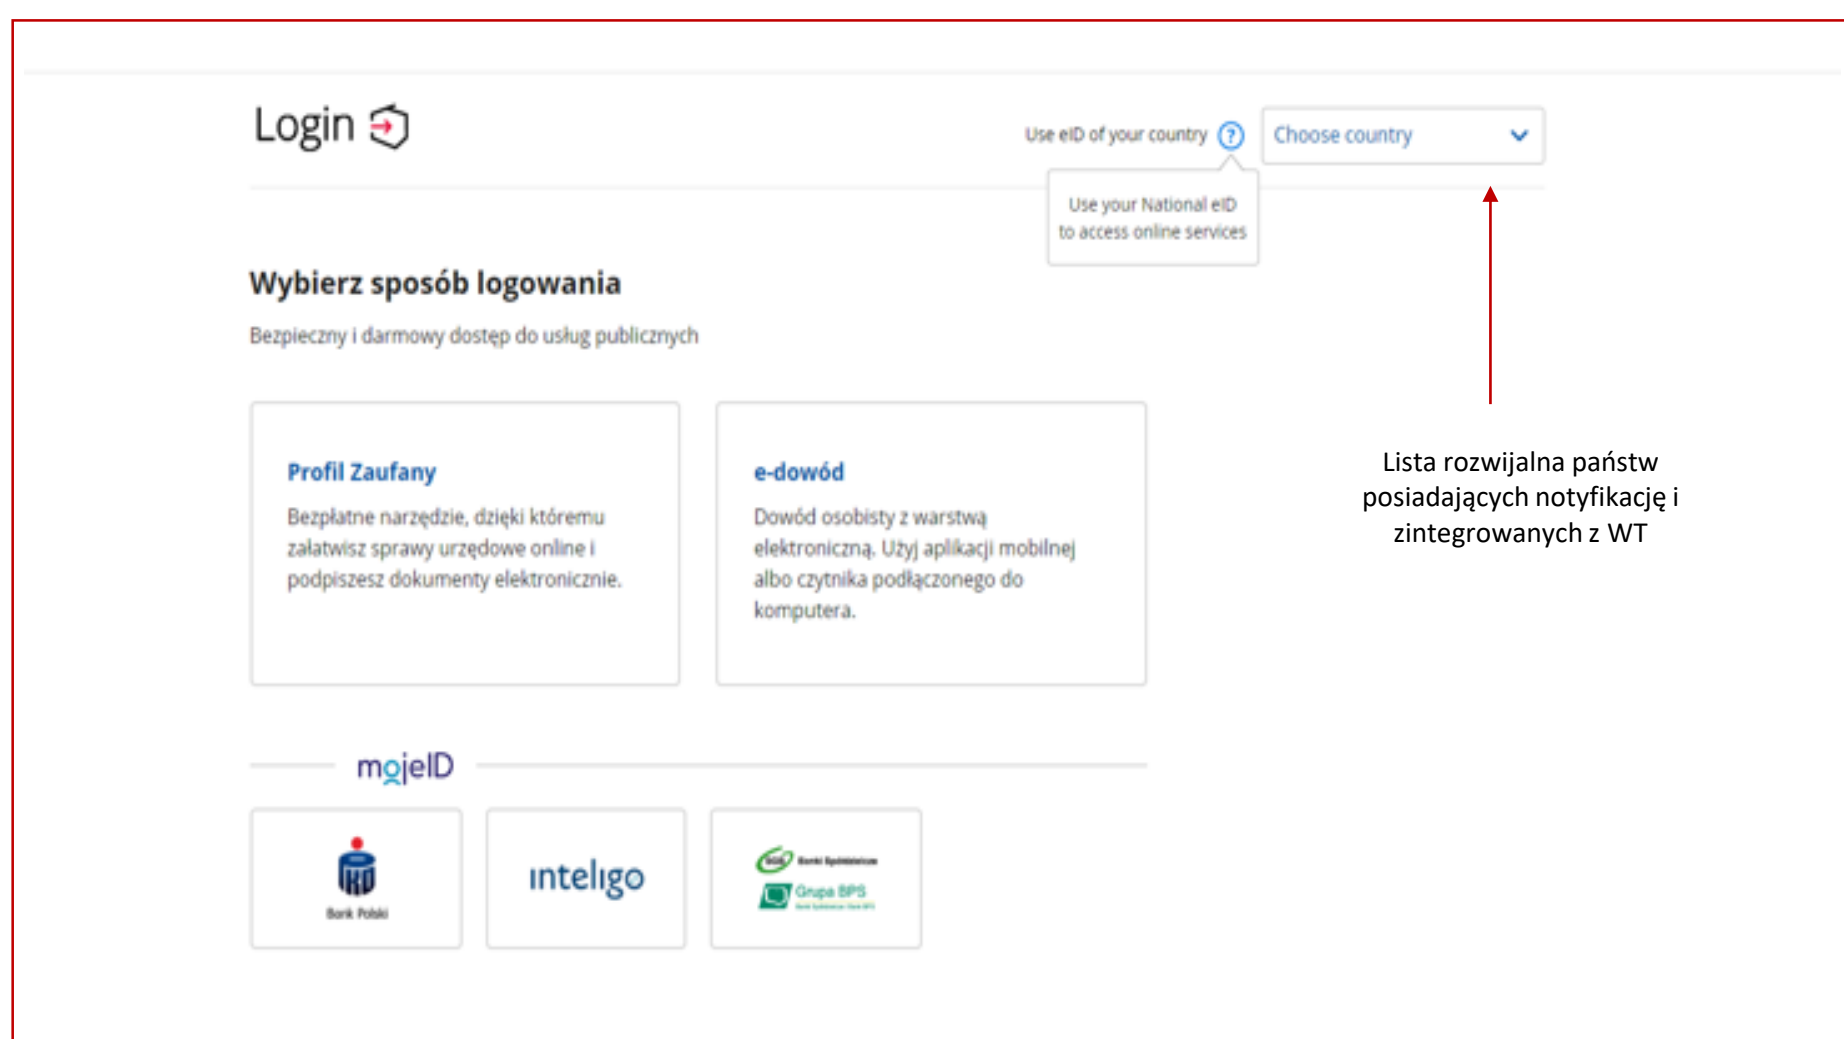 Login
Use eID of your country ? Choose country
Use your National eID
to access online services
Wybierz sposób logowania
Bezpieczny i darmowy dostęp do usług publicznych
Profil Zaufany
Bezpłatne narzędzie, dzięki któremu
załatwisz sprawy urzędowe online i
podpiszesz dokumenty elektronicznie.
e-dowód
Dowód osobisty z warstwą
elektroniczną. Użyj aplikacji mobilnej
albo czytnika podłączonego do
komputera.
Lista rozwijalna państw
posiadających notyfikację i
zintegrowanych z WT
mojeID
Bank Polski
inteligo
SGB Banki Spółdzielcze
Grupa BPS